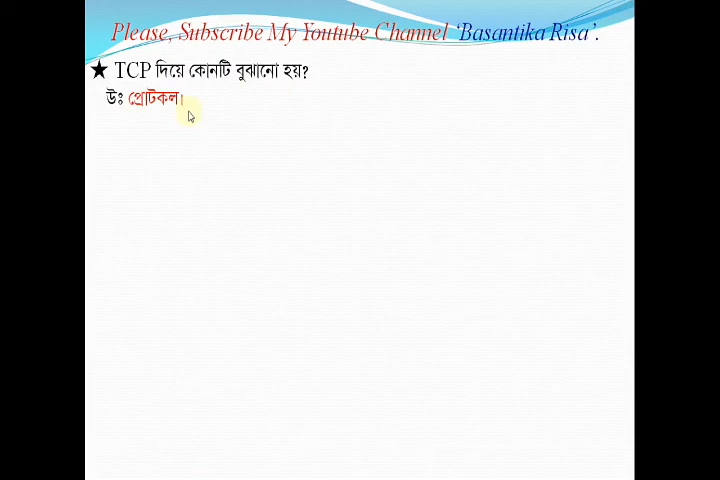 Please, Subscribe My Youtube Channel ‘Basantika Risa’.
★ TCP দিয়ে কোনটি বুঝানো হয়?
উঃ প্রোটকল।